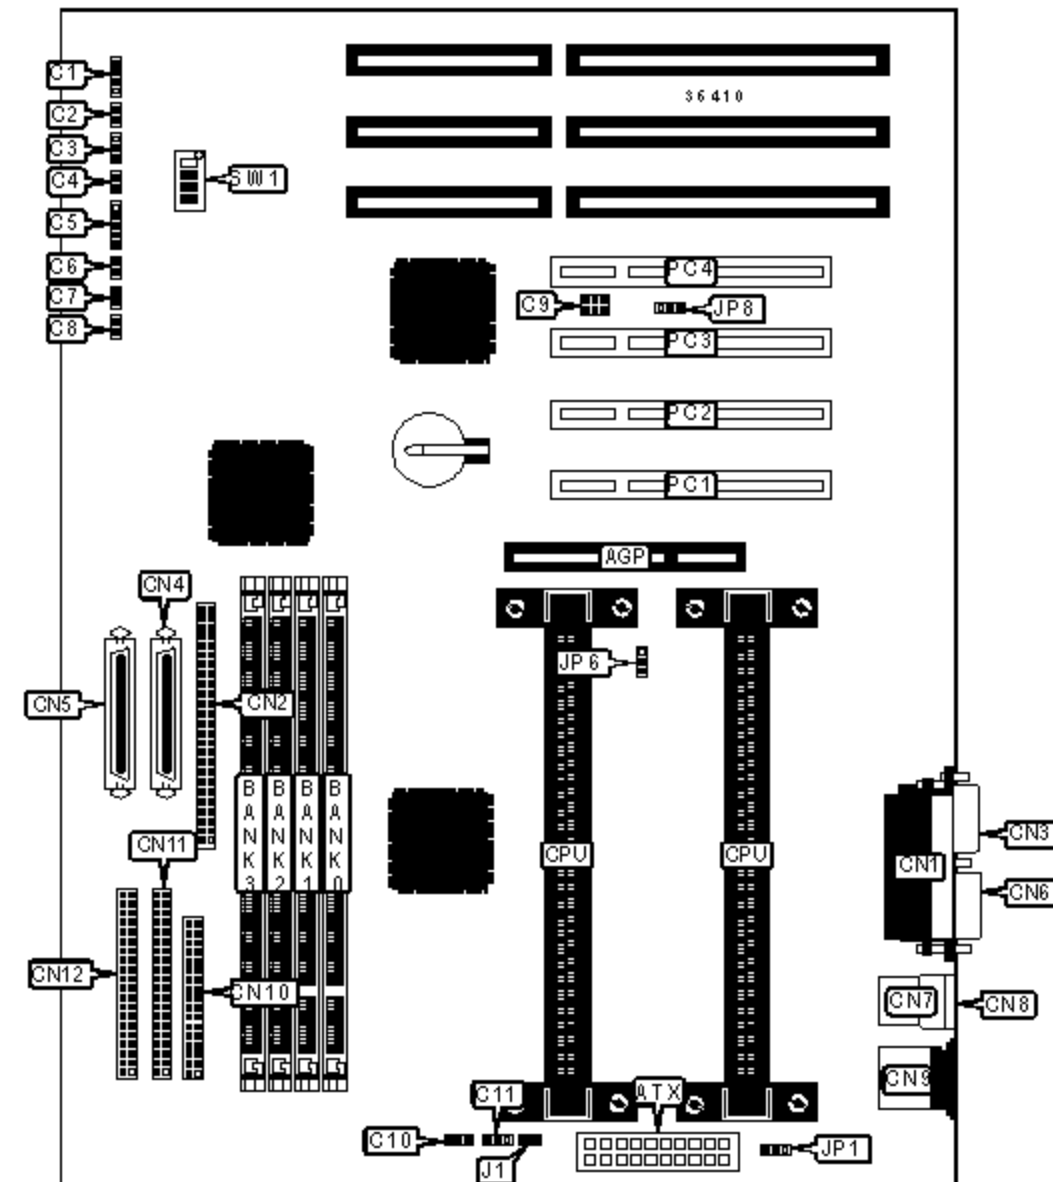 C1
36410
C2
C3
C4
SW1
C5
C6
PC4
C7
C9
JP8
C8
PC3
PC2
PC1
AGP
CN4
JP6
CN5
CN2
BANK3
BANK2
BANK1
BANK0
CN3
CN11
CPU
CPU
CN1
CN6
CN12
CN10
CN7
CN8
CN9
C11
ATX
C10
J1
JP1